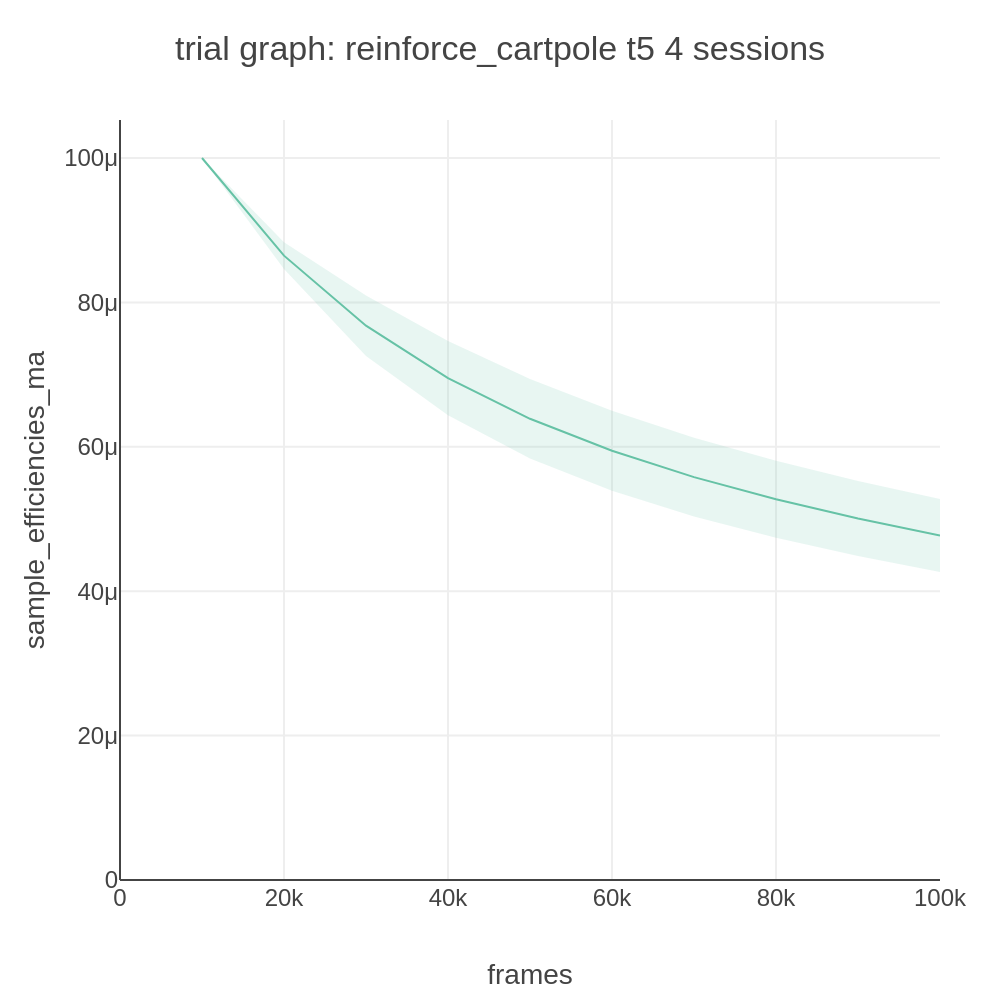 trial graph: reinforce_cartpole t5 4 sessions
sample_efficiencies_ma
100μ
80μ
60μ
40μ
20μ
0
0 20k 40k 60k 80k 100k
frames